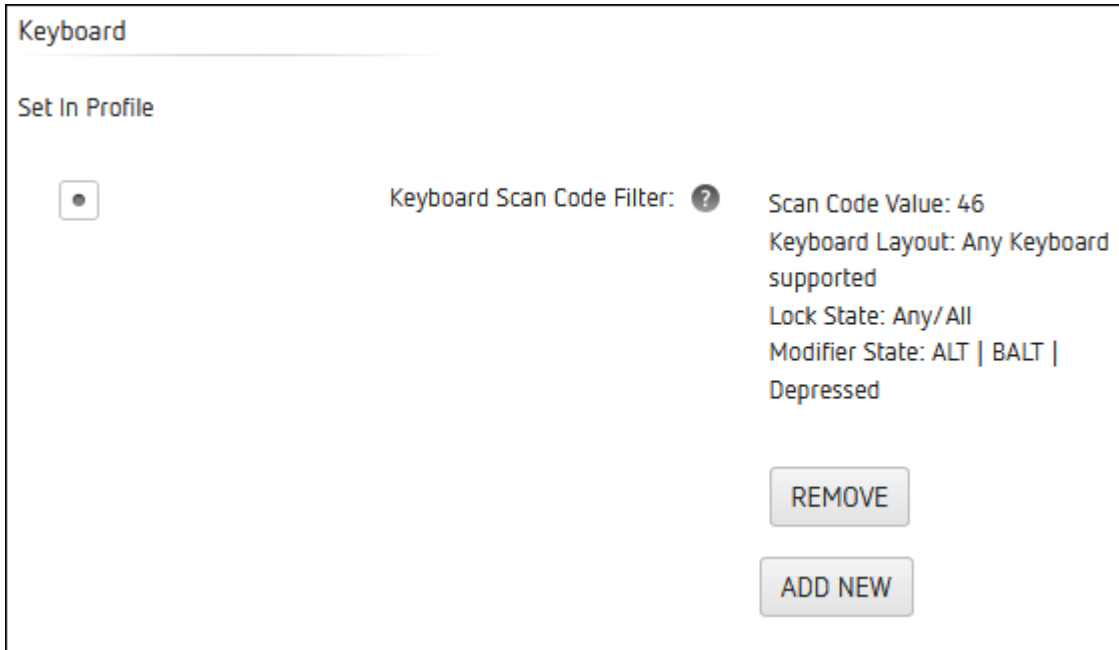 Keyboard
Set In Profile
Keyboard Scan Code Filter: ?
Scan Code Value: 46
Keyboard Layout: Any Keyboard
supported
Lock State: Any/All
Modifier State: ALT | BALT |
Depressed
REMOVE
ADD NEW